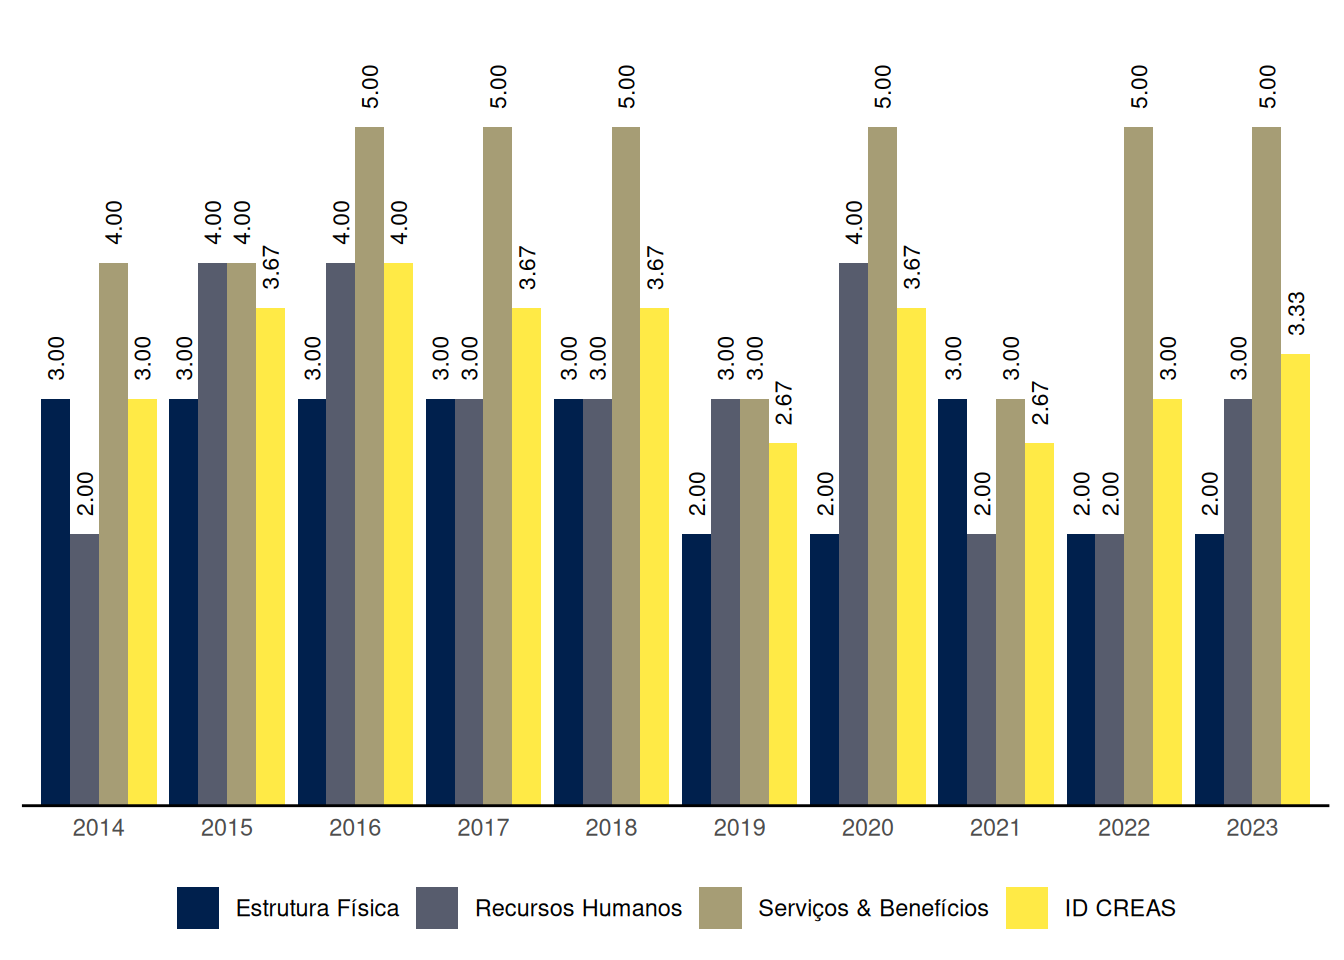 3.00 2.00 4.00 3.00
3.00 4.00 4.00 3.67
3.00 4.00 5.00 4.00
3.00 3.00 5.00 3.67
3.00 3.00 5.00 3.67
2.00 3.00 3.00 2.67
2.00 4.00 5.00 3.67
3.00 2.00 3.00 2.67
2.00 2.00 5.00 3.00
2.00 3.00 5.00 3.33
2014 2015 2016 2017 2018 2019 2020 2021 2022 2023
Estrutura Física Recursos Humanos Serviços & Benefícios ID CREAS